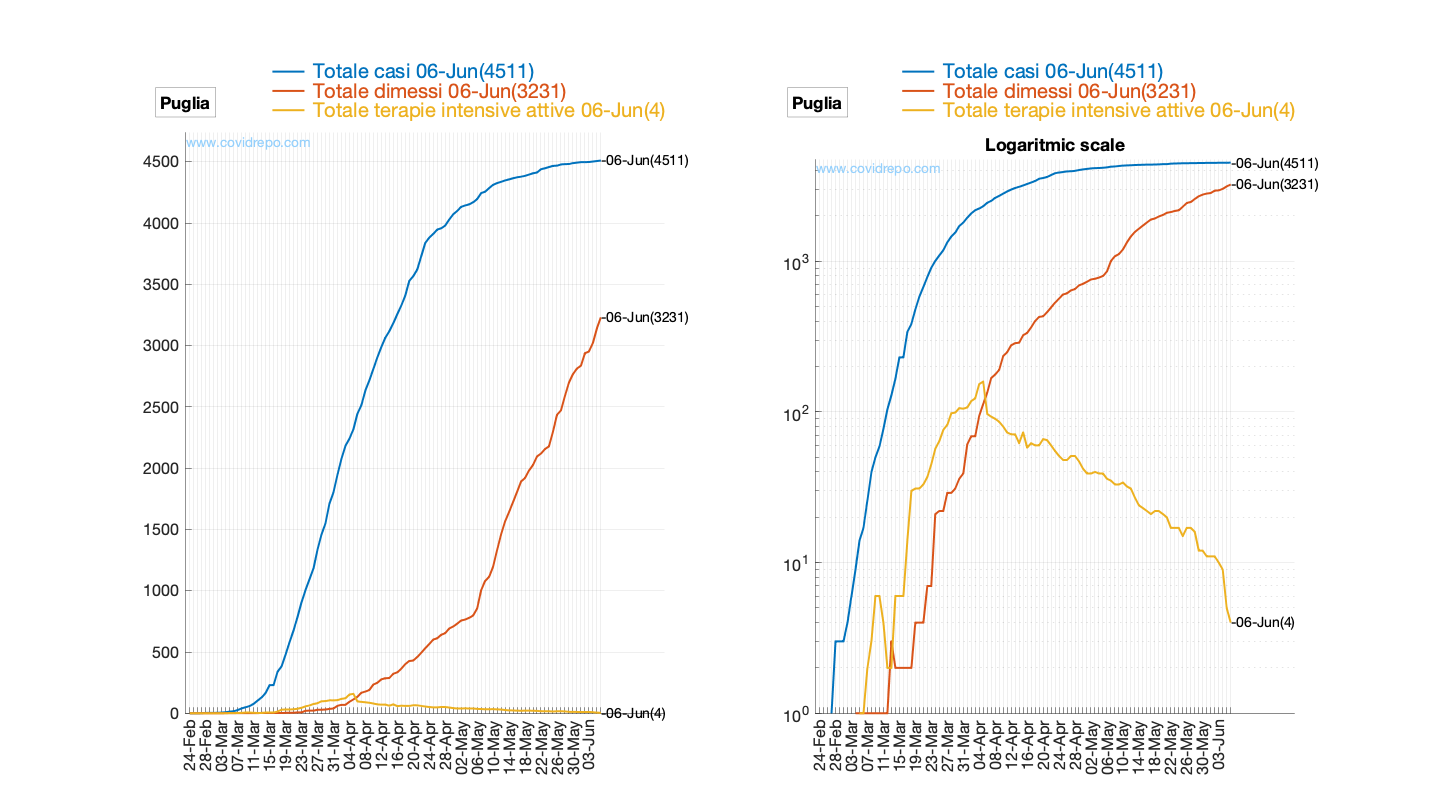 Totale casi 06-Jun(4511)
Totale dimessi 06-Jun(3231)
Totale terapie intensive attive 06-Jun(4)
Puglia
www.covidrepo.com
4500
4000
3500
3000
2500
2000
1500
1000
500
0
-06-Jun(4511)
-06-Jun(3231)
-06-Jun(4)
24-Feb
28-Feb
03-Mar
07-Mar
11-Mar
15-Mar
19-Mar
23-Mar
27-Mar
31-Mar
04-Apr
08-Apr
12-Apr
16-Apr
20-Apr
24-Apr
28-Apr
02-May
06-May
10-May
14-May
18-May
22-May
26-May
30-May
03-Jun
Totale casi 06-Jun(4511)
Totale dimessi 06-Jun(3231)
Totale terapie intensive attive 06-Jun(4)
Puglia
Logaritmic scale
www.covidrepo.com
10³
10²
10¹
10⁰
-06-Jun(4511)
-06-Jun(3231)
-06-Jun(4)
24-Feb
28-Feb
03-Mar
07-Mar
11-Mar
15-Mar
19-Mar
23-Mar
27-Mar
31-Mar
04-Apr
08-Apr
12-Apr
16-Apr
20-Apr
24-Apr
28-Apr
02-May
06-May
10-May
14-May
18-May
22-May
26-May
30-May
03-Jun